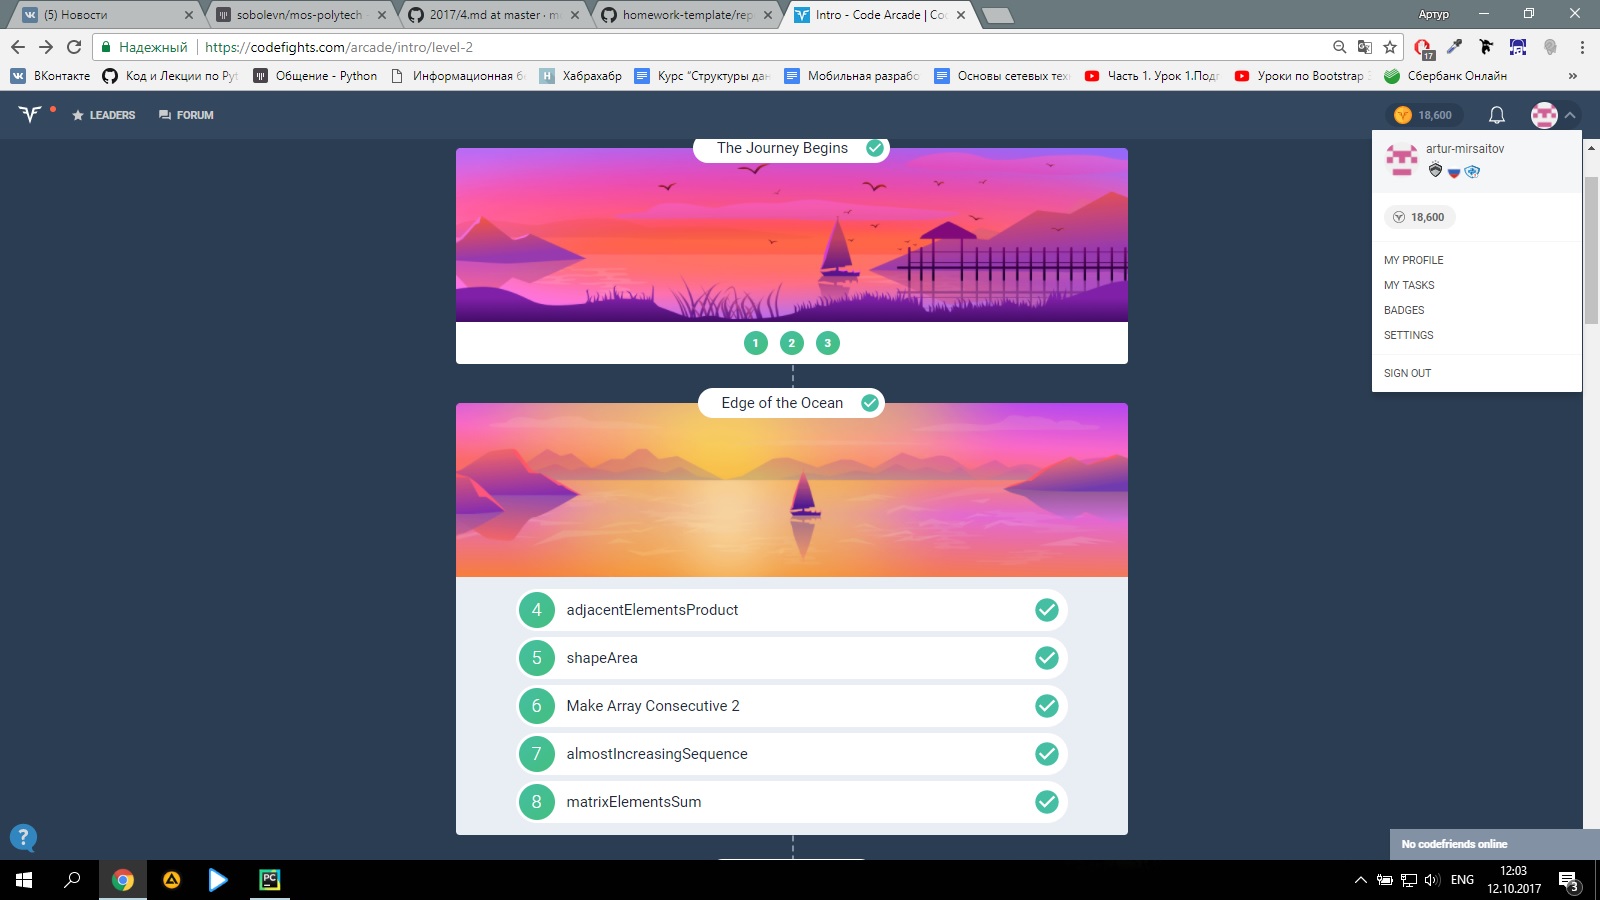 (5) Новости
sobolevn/mos-polytech
2017/4.md at master
homework-template/rep
Intro - Code Arcade | Co
Артур
Надежный
https://codefights.com/arcade/intro/level-2
17
ВКонтакте
Код и Лекции по Pyt
Общение - Python
Информационная б
Хабрахабр
Курс "Структуры дан
Мобильная разрабо
Основы сетевых тех
Часть 1. Урок 1.Под
Уроки по Bootstrap
Сбербанк Онлайн
»
LEADERS
FORUM
18,600
The Journey Begins
artur-mirsaitov
18,600
MY PROFILE
MY TASKS
BADGES
SETTINGS
SIGN OUT
1 2 3
Edge of the Ocean
4 adjacentElementsProduct
5 shapeArea
6 Make Array Consecutive 2
7 almostIncreasingSequence
8 matrixElementsSum
?
No codefriends online
PC
ENG
12:03
12.10.2017
3